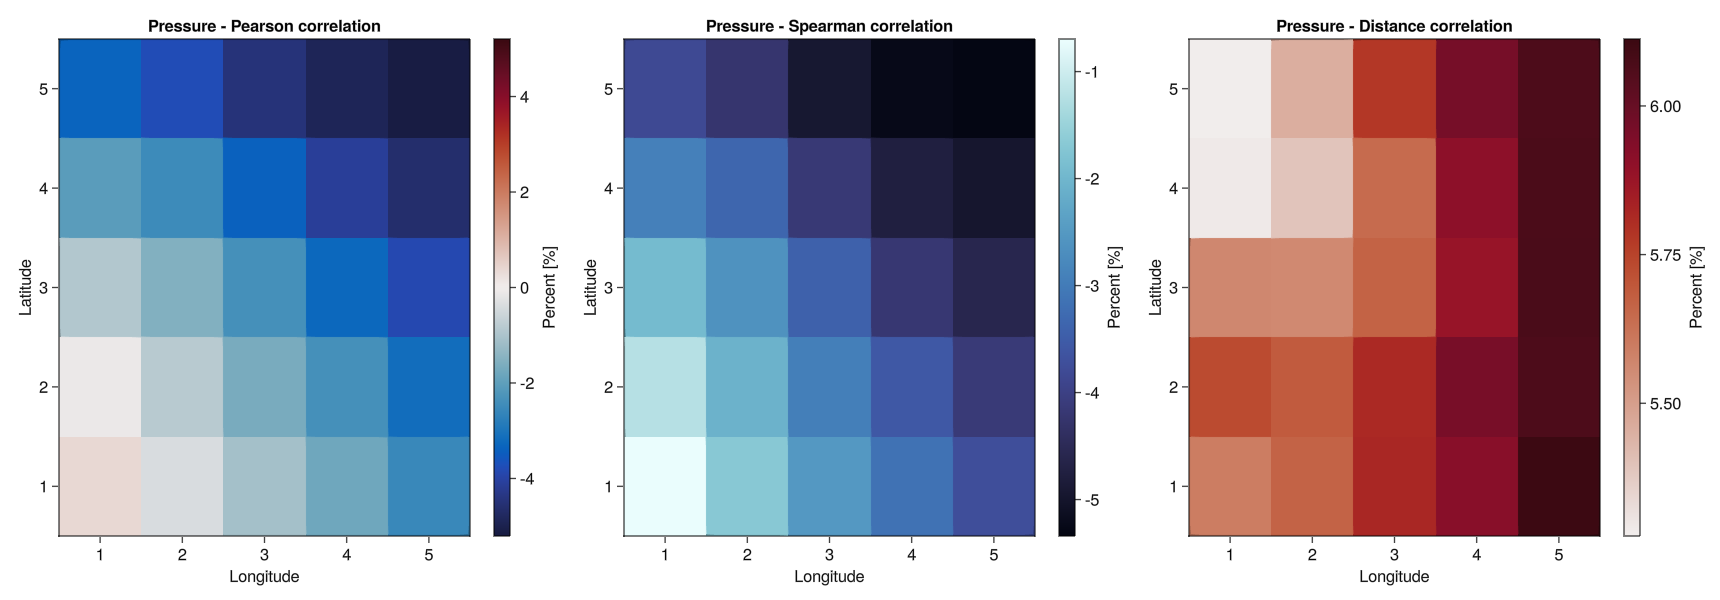 Pressure - Pearson correlation
5
4
3
2
1
Latitude
1 2 3 4 5
Longitude
4
2
0
-2
-4
Percent [%]
Pressure - Spearman correlation
5
4
3
2
1
Latitude
1 2 3 4 5
Longitude
-1
-2
-3
-4
-5
Percent [%]
Pressure - Distance correlation
5
4
3
2
1
Latitude
1 2 3 4 5
Longitude
6.00
5.75
5.50
Percent [%]